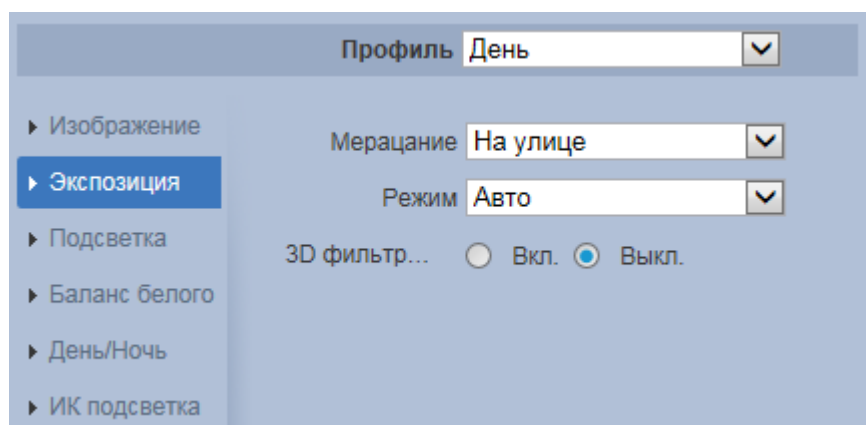 Профиль День
Изображение
Мерацание На улице
Экспозиция
Режим Авто
Подсветка
3D фильтр... Вкл. Выкл.
Баланс белого
День/Ночь
ИК подсветка